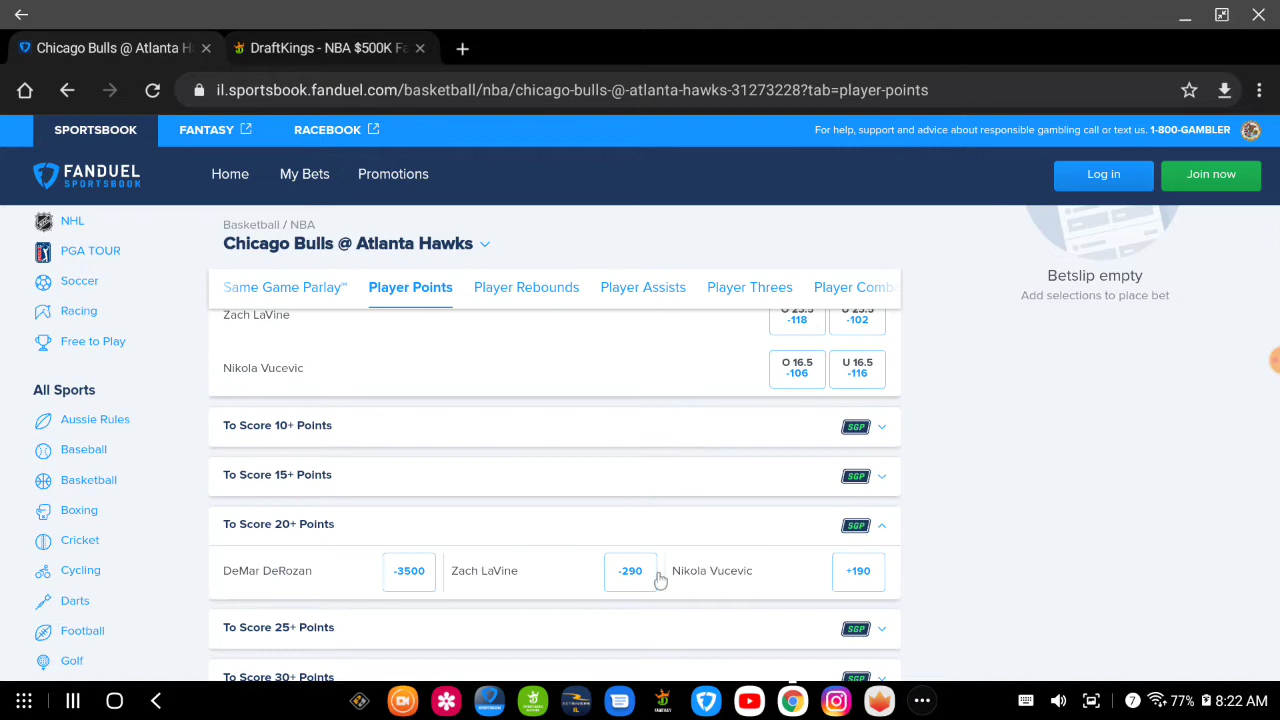 Chicago Bulls @ Atlanta H
DraftKings - NBA $500K Fe
il.sportsbook.fanduel.com/basketball/nba/chicago-bulls-@-atlanta-hawks-31273228?tab=player-points
SPORTSBOOK
FANTASY
RACEBOOK
For help, support and advice about responsible gambling call or text us. 1-800-GAMBLER
FANDUEL
SPORTSBOOK
Home
My Bets
Promotions
Log in
Join now
NHL
PGA TOUR
Soccer
Racing
Free to Play
All Sports
Aussie Rules
Baseball
Basketball
Boxing
Cricket
Cycling
Darts
Football
Golf
Basketball / NBA
Chicago Bulls @ Atlanta Hawks
Same Game Parlay™
Player Points
Player Rebounds
Player Assists
Player Threes
Player Combo
Zach LaVine
-118
-102
Nikola Vucevic
O 16.5
-106
U 16.5
-116
To Score 10+ Points
SGP
To Score 15+ Points
SGP
To Score 20+ Points
SGP
DeMar DeRozan
-3500
Zach LaVine
-290
Nikola Vucevic
+190
To Score 25+ Points
SGP
To Score 30+ Points
SGP
Betslip empty
Add selections to place bet
7
77%
8:22 AM